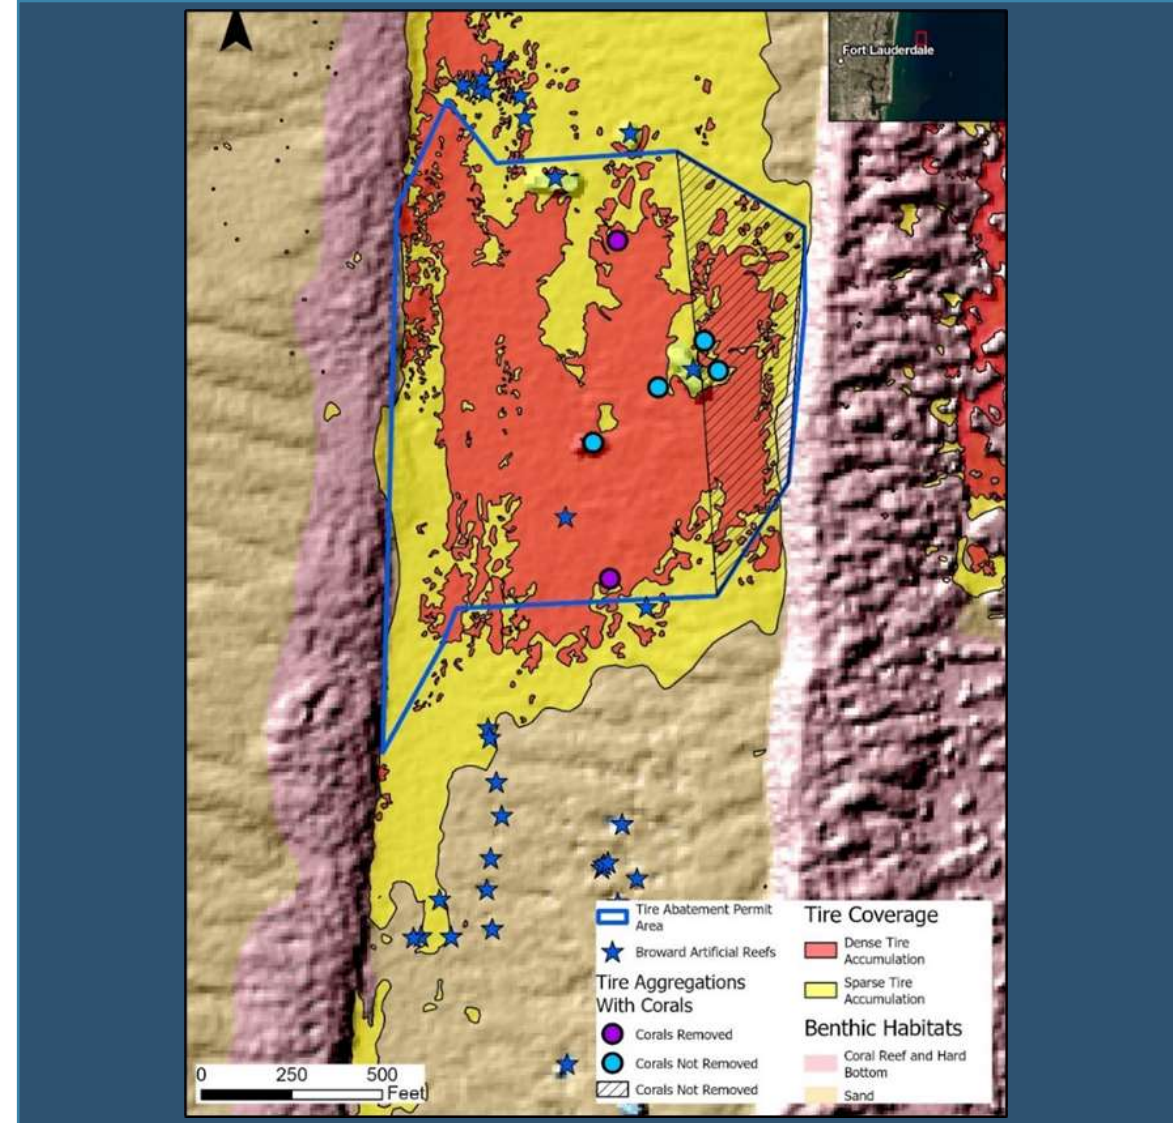 Fort Lauderdale
Tire Abatement Permit
Area
Broward Artificial Reefs
Tire Aggregations
With Corals
Corals Removed
Corals Not Removed
Corals Not Removed
Tire Coverage
Dense Tire
Accumulation
Sparse Tire
Accumulation
Benthic Habitats
Coral Reef and Hard
Bottom
Sand
0 250 500
Feet